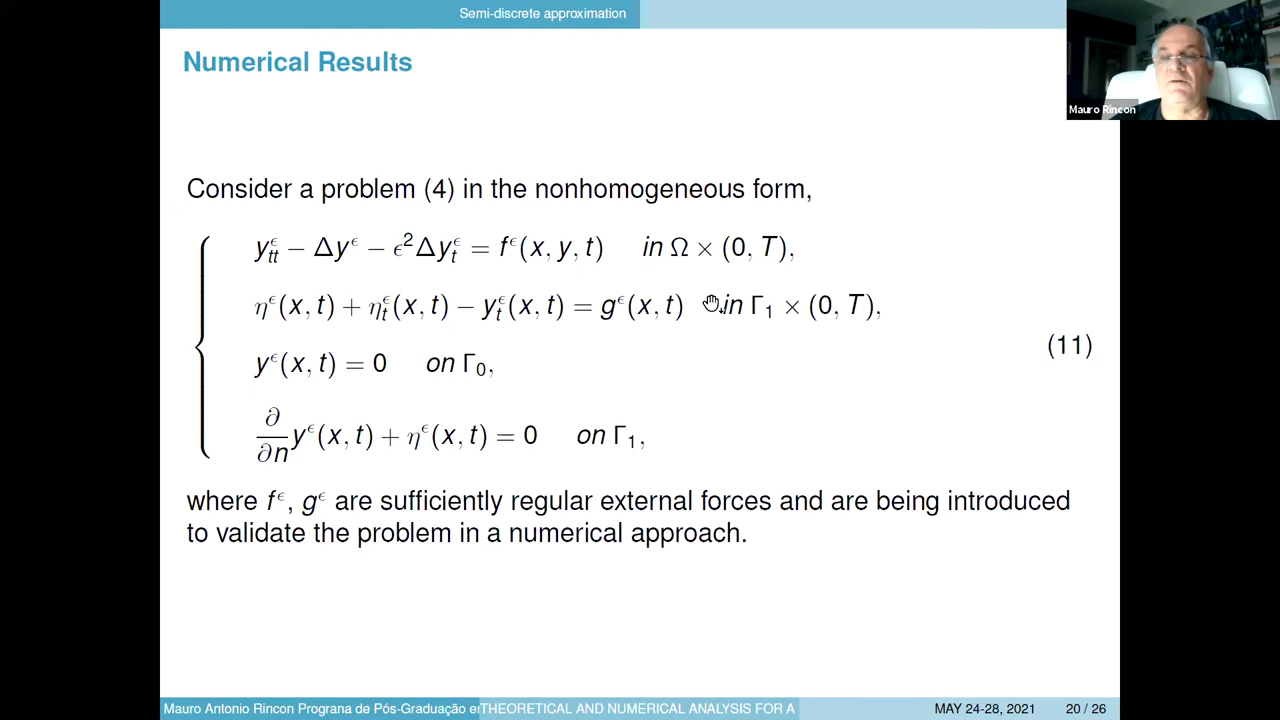 Semi-discrete approximation
Numerical Results
Mauro Rincon
Consider a problem (4) in the nonhomogeneous form,
y^ϵ_tt − Δy^ϵ − ϵ²Δy^ϵ_t = f^ϵ(x, y, t) in Ω × (0, T),
η^ϵ(x, t) + η^ϵ_t(x, t) − y^ϵ_t(x, t) = g^ϵ(x, t) in Γ₁ × (0, T),
(11)
y^ϵ(x, t) = 0 on Γ₀,
∂/∂n y^ϵ(x, t) + η^ϵ(x, t) = 0 on Γ₁,
where f^ϵ, g^ϵ are sufficiently regular external forces and are being introduced
to validate the problem in a numerical approach.
Mauro Antonio Rincon Programa de Pós-Graduação e THEORETICAL AND NUMERICAL ANALYSIS FOR A MAY 24-28, 2021 20 / 26